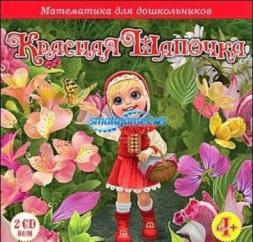 Математика для дошкольников
Красная Шапочка
smallgames.ws
2 CD
ROM
4+